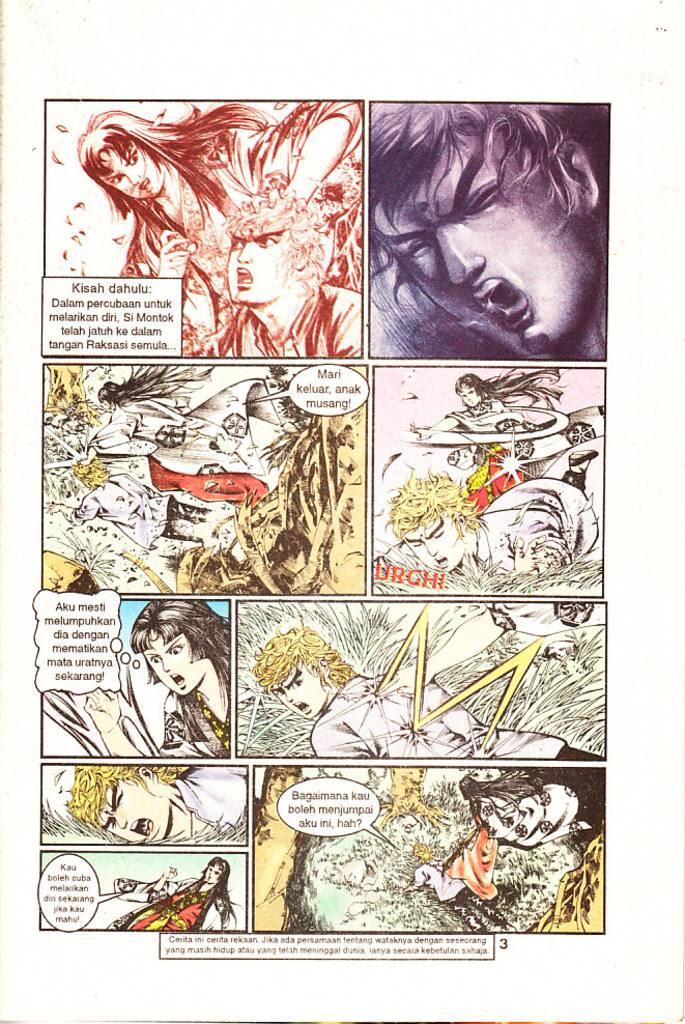 Kisah dahulu:
Dalam percubaan untuk
melarikan diri, Si Montok
telah jatuh ke dalam
tangan Raksasi semula...
Mari
keluar, anak
musang!
URGH!
Aku mesti
melumpuhkan
dia dengan
mematikan
mata uratnya
sekarang!
Bagaimana kau
boleh menjumpai
aku ini, hah?
Kau
boleh cuba
melarikan
diri sekarang
jika kau
mahu!
Cerita ini cerita rekaan. Jika ada persamaan tentang wataknya dengan seseorang
yang masih hidup atau yang telah meninggal dunia, ianya secara kebetulan sahaja.
3